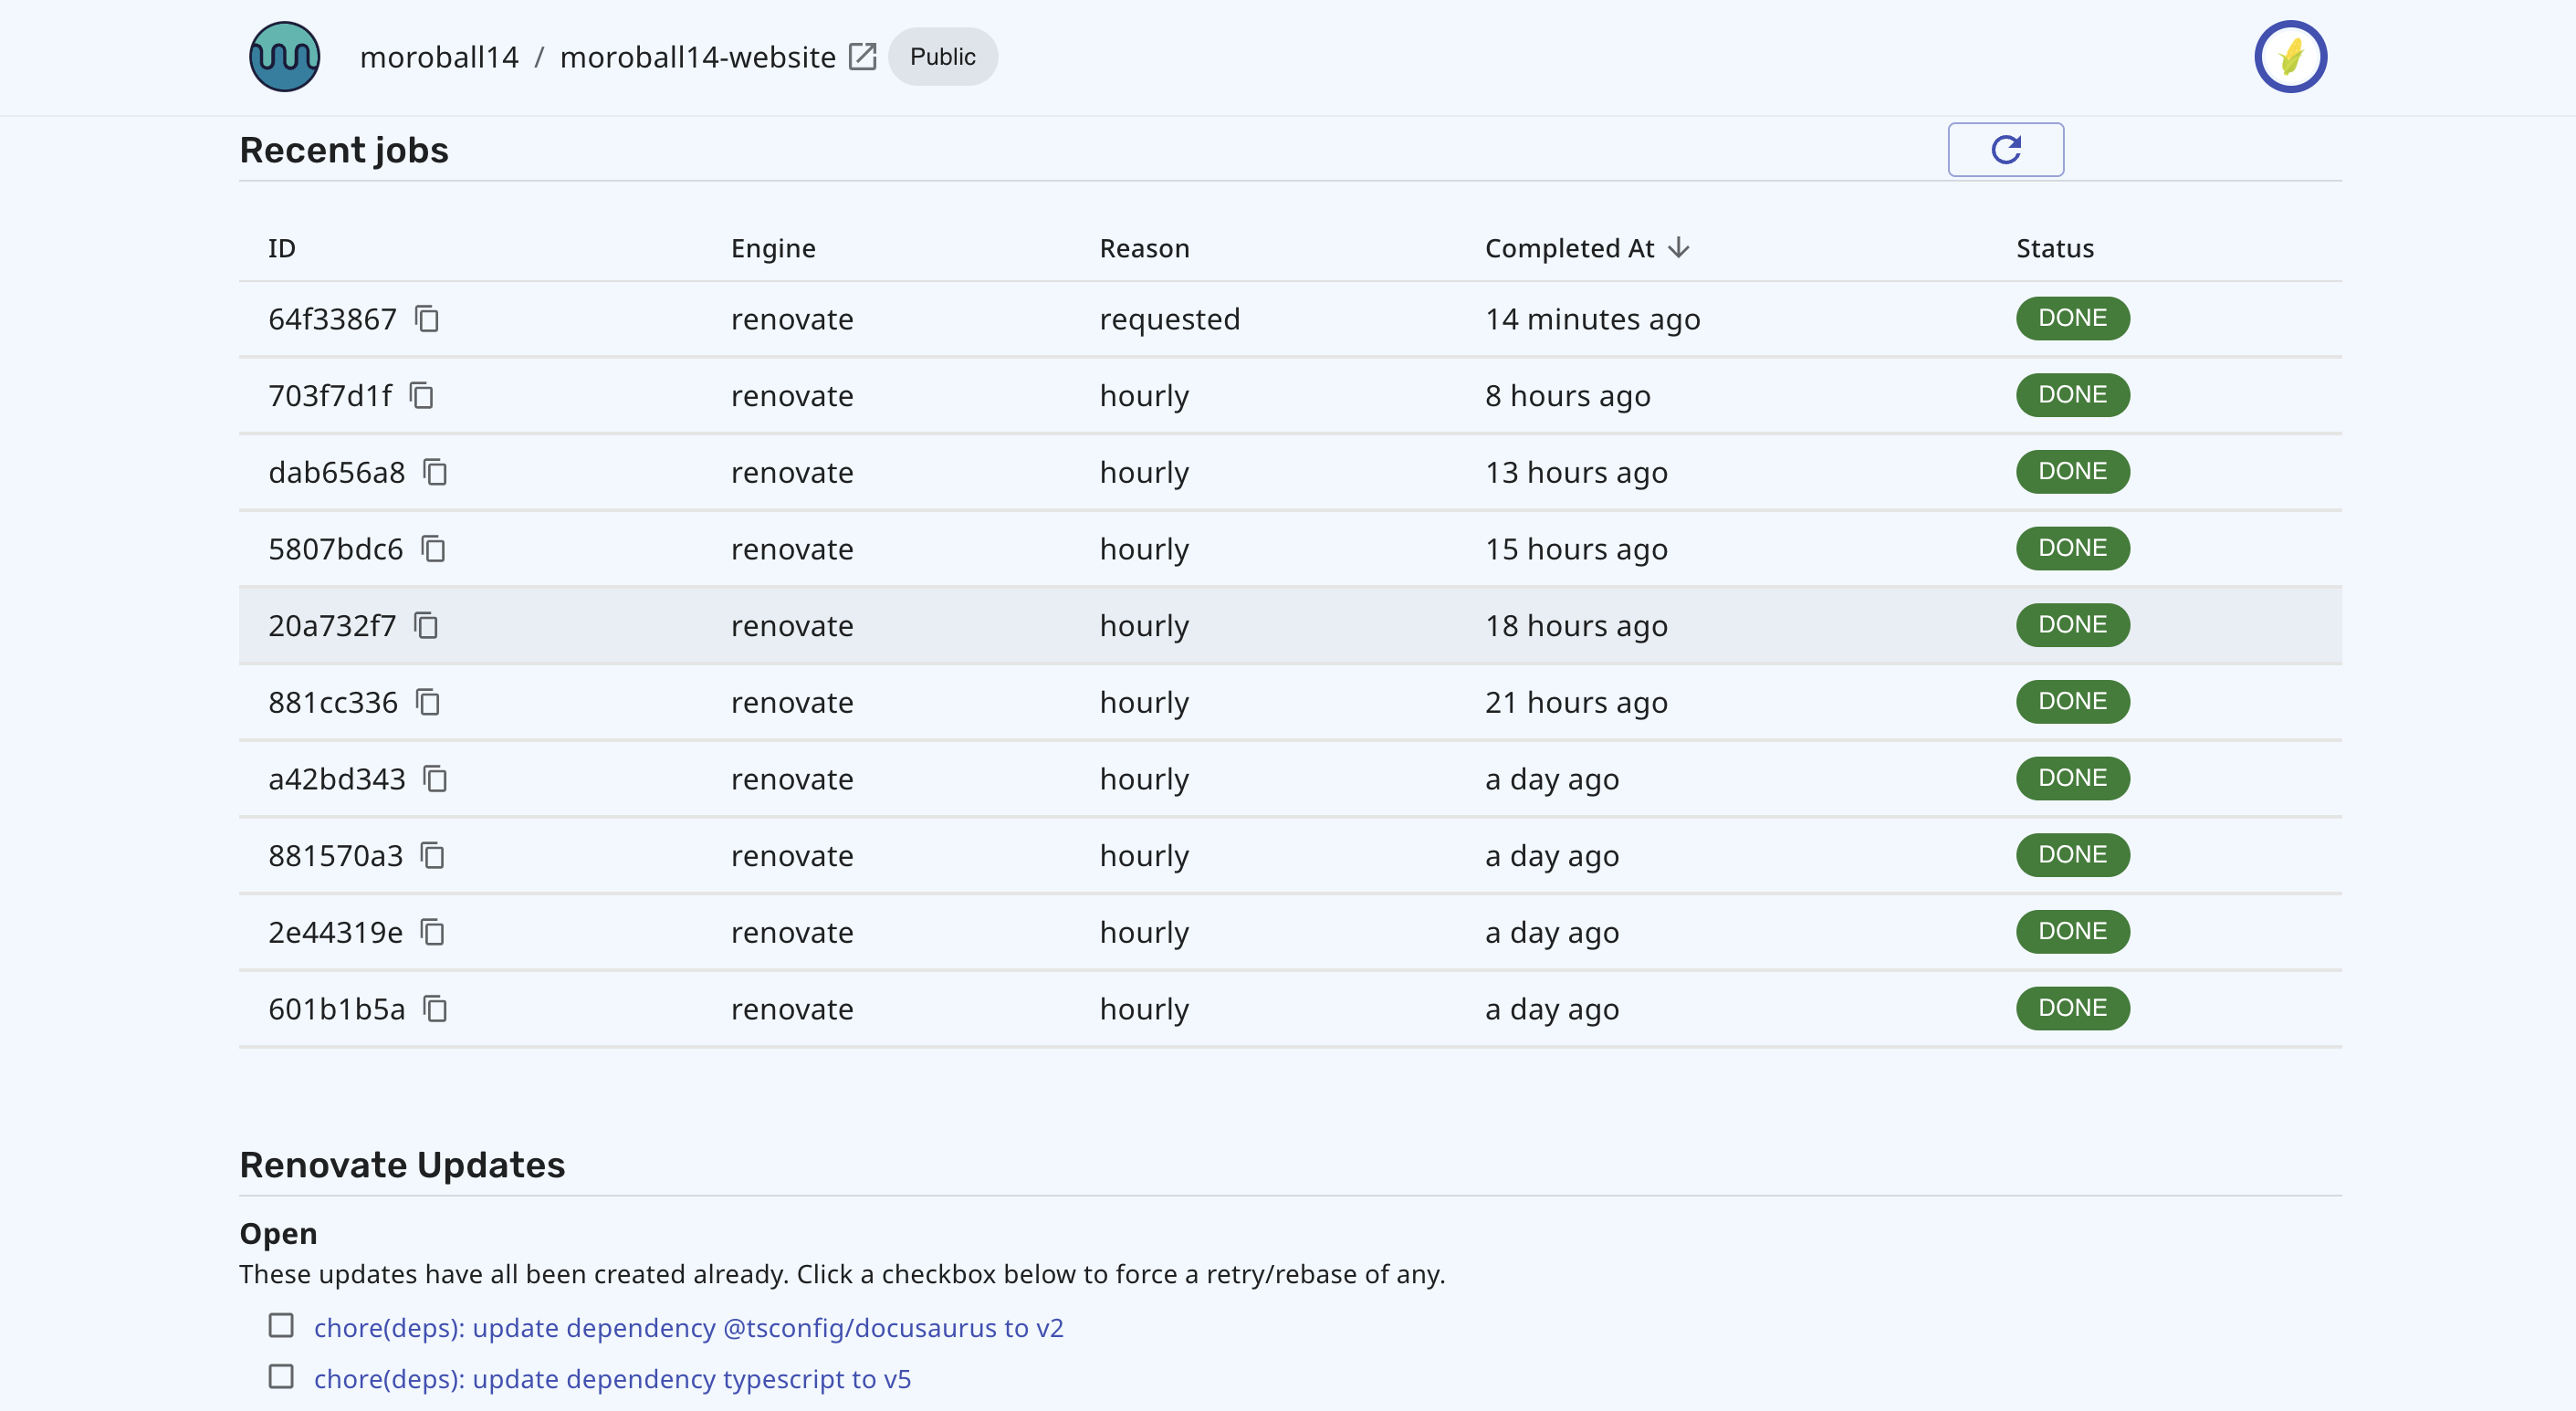 moroball14 / moroball14-website Public
Recent jobs
ID Engine Reason Completed At Status
64f33867 renovate requested 14 minutes ago DONE
703f7d1f renovate hourly 8 hours ago DONE
dab656a8 renovate hourly 13 hours ago DONE
5807bdc6 renovate hourly 15 hours ago DONE
20a732f7 renovate hourly 18 hours ago DONE
881cc336 renovate hourly 21 hours ago DONE
a42bd343 renovate hourly a day ago DONE
881570a3 renovate hourly a day ago DONE
2e44319e renovate hourly a day ago DONE
601b1b5a renovate hourly a day ago DONE
Renovate Updates
Open
These updates have all been created already. Click a checkbox below to force a retry/rebase of any.
chore(deps): update dependency @tsconfig/docusaurus to v2
chore(deps): update dependency typescript to v5